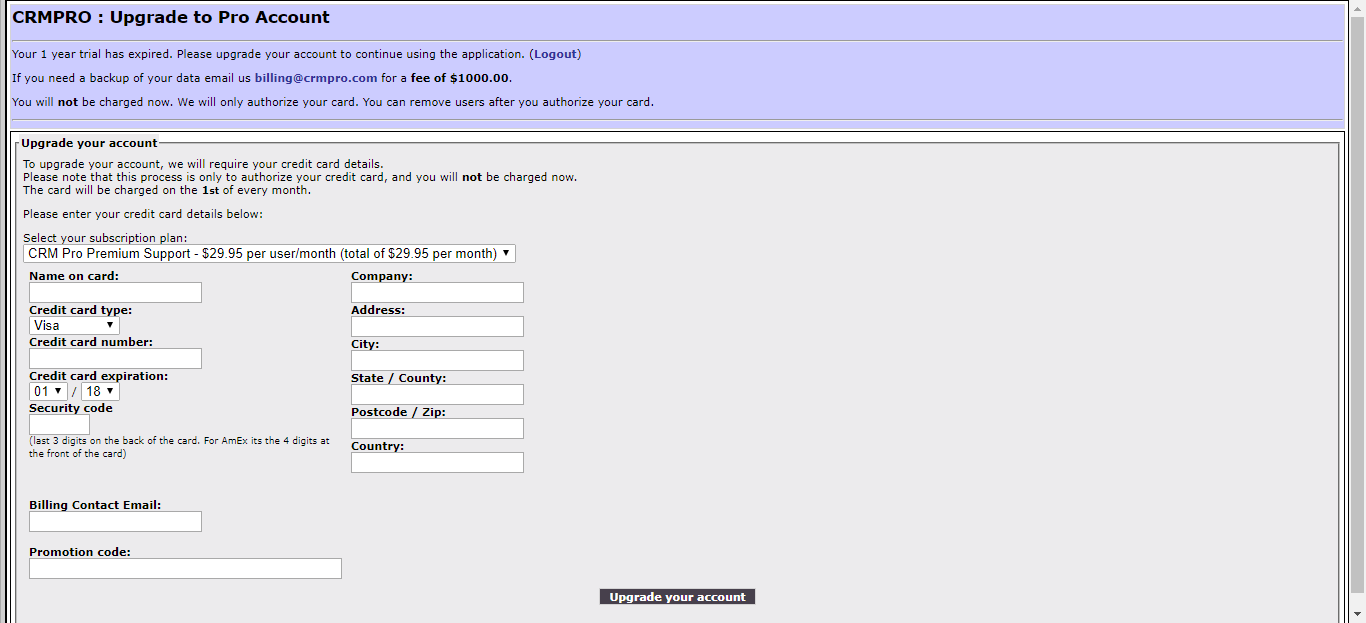 CRMPRO : Upgrade to Pro Account
Your 1 year trial has expired. Please upgrade your account to continue using the application. (Logout)
If you need a backup of your data email us billing@crmpro.com for a fee of $1000.00.
You will not be charged now. We will only authorize your card. You can remove users after you authorize your card.
Upgrade your account
To upgrade your account, we will require your credit card details.
Please note that this process is only to authorize your credit card, and you will not be charged now.
The card will be charged on the 1st of every month.
Please enter your credit card details below:
Select your subscription plan:
CRM Pro Premium Support - $29.95 per user/month (total of $29.95 per month)
Name on card:
Credit card type:
Visa
Credit card number:
Credit card expiration:
01 / 18
Security code
(last 3 digits on the back of the card. For AmEx its the 4 digits at
the front of the card)
Company:
Address:
City:
State / County:
Postcode / Zip:
Country:
Billing Contact Email:
Promotion code:
Upgrade your account